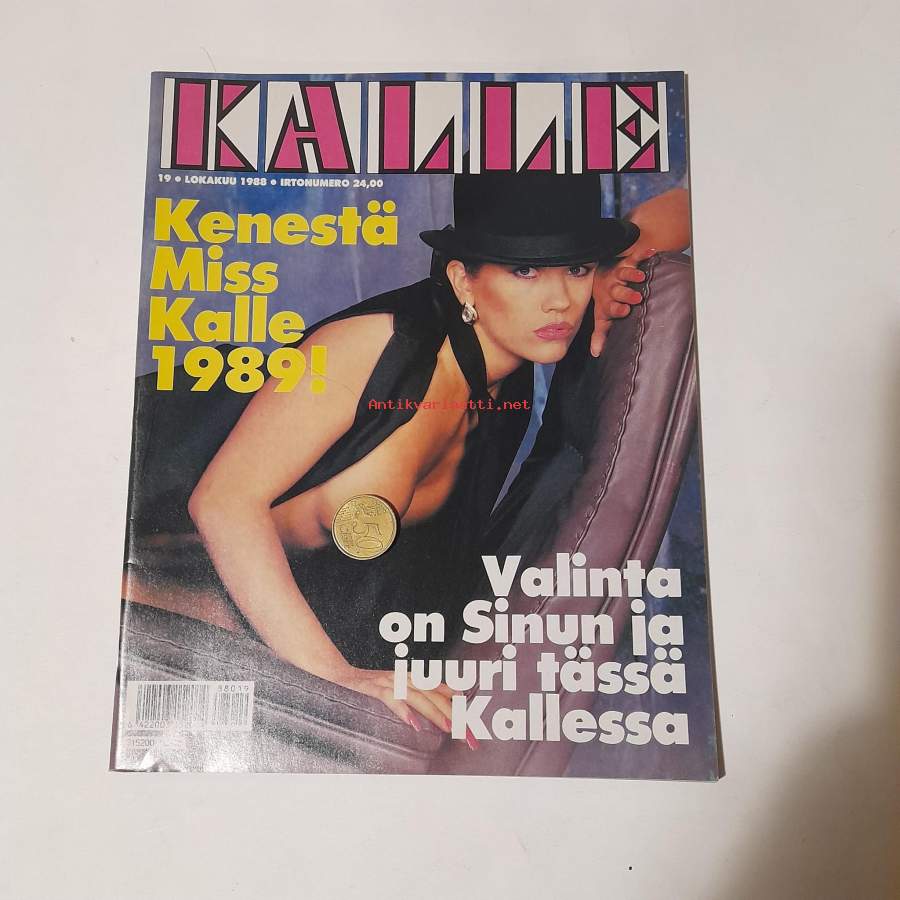 KALLE
19 • LOKAKUU 1988 • IRTONUMERO 24,00
Kenestä
Miss
Kalle
1989!
Antikvariaatti.net
Valinta
on Sinun ja
juuri tässä
Kallessa
88019